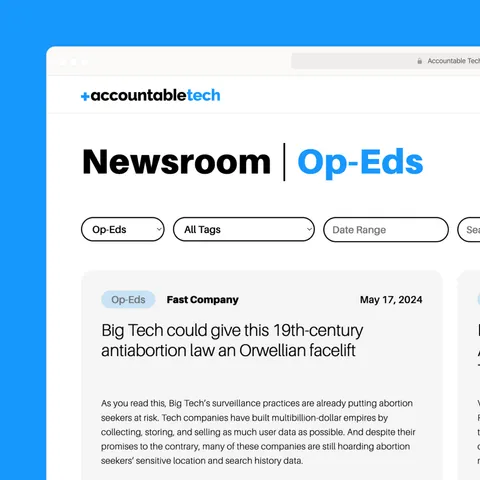 Accountable Tech
+accountabletech
Newsroom | Op-Eds
Op-Eds All Tags Date Range
Op-Eds Fast Company May 17, 2024
Big Tech could give this 19th-century
antiabortion law an Orwellian facelift
As you read this, Big Tech’s surveillance practices are already putting abortion
seekers at risk. Tech companies have built multibillion-dollar empires by
collecting, storing, and selling as much user data as possible. And despite their
promises to the contrary, many of these companies are still hoarding abortion
seekers’ sensitive location and search history data.